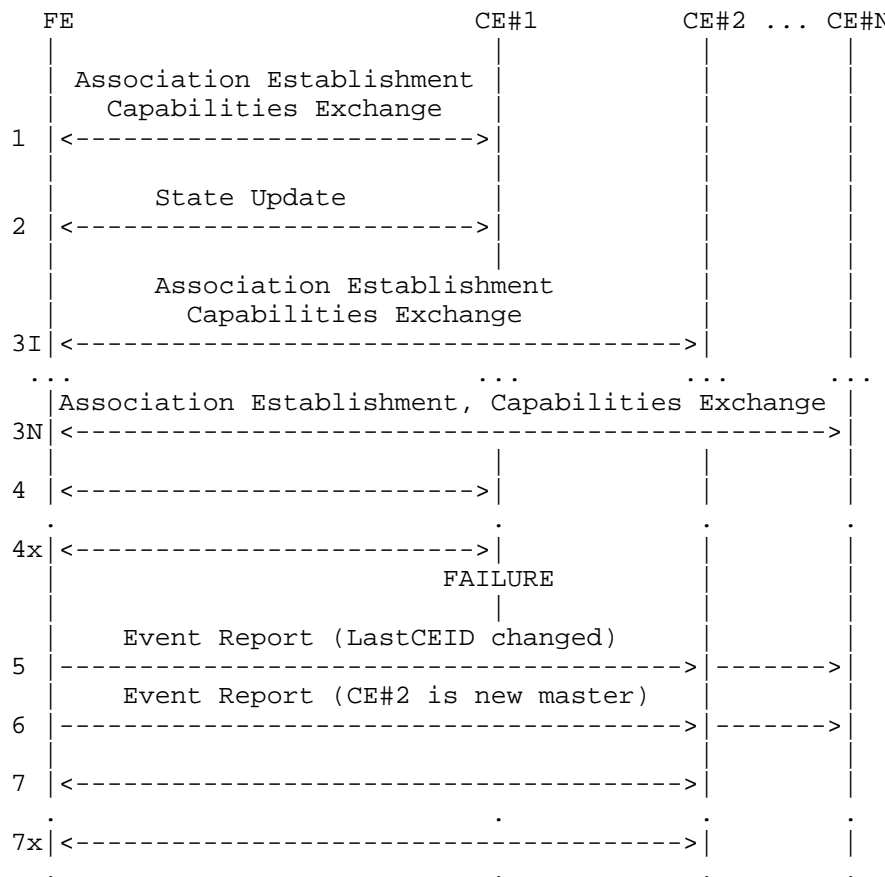 FE CE#1 CE#2 ... CE#N
Association Establishment
Capabilities Exchange
1 |<------------------------->|
State Update
2 |<------------------------->|
Association Establishment
Capabilities Exchange
3I|<-------------------------------------->|
... ... ... ...
|Association Establishment, Capabilities Exchange |
3N|<----------------------------------------------->|
4 |<------------------------->|
. . . .
4x|<------------------------->|
FAILURE
Event Report (LastCEID changed)
5 |--------------------------------------->|------->|
Event Report (CE#2 is new master)
6 |--------------------------------------->|------->|
7 |<-------------------------------------->|
. . . .
7x|<-------------------------------------->|
. . . .